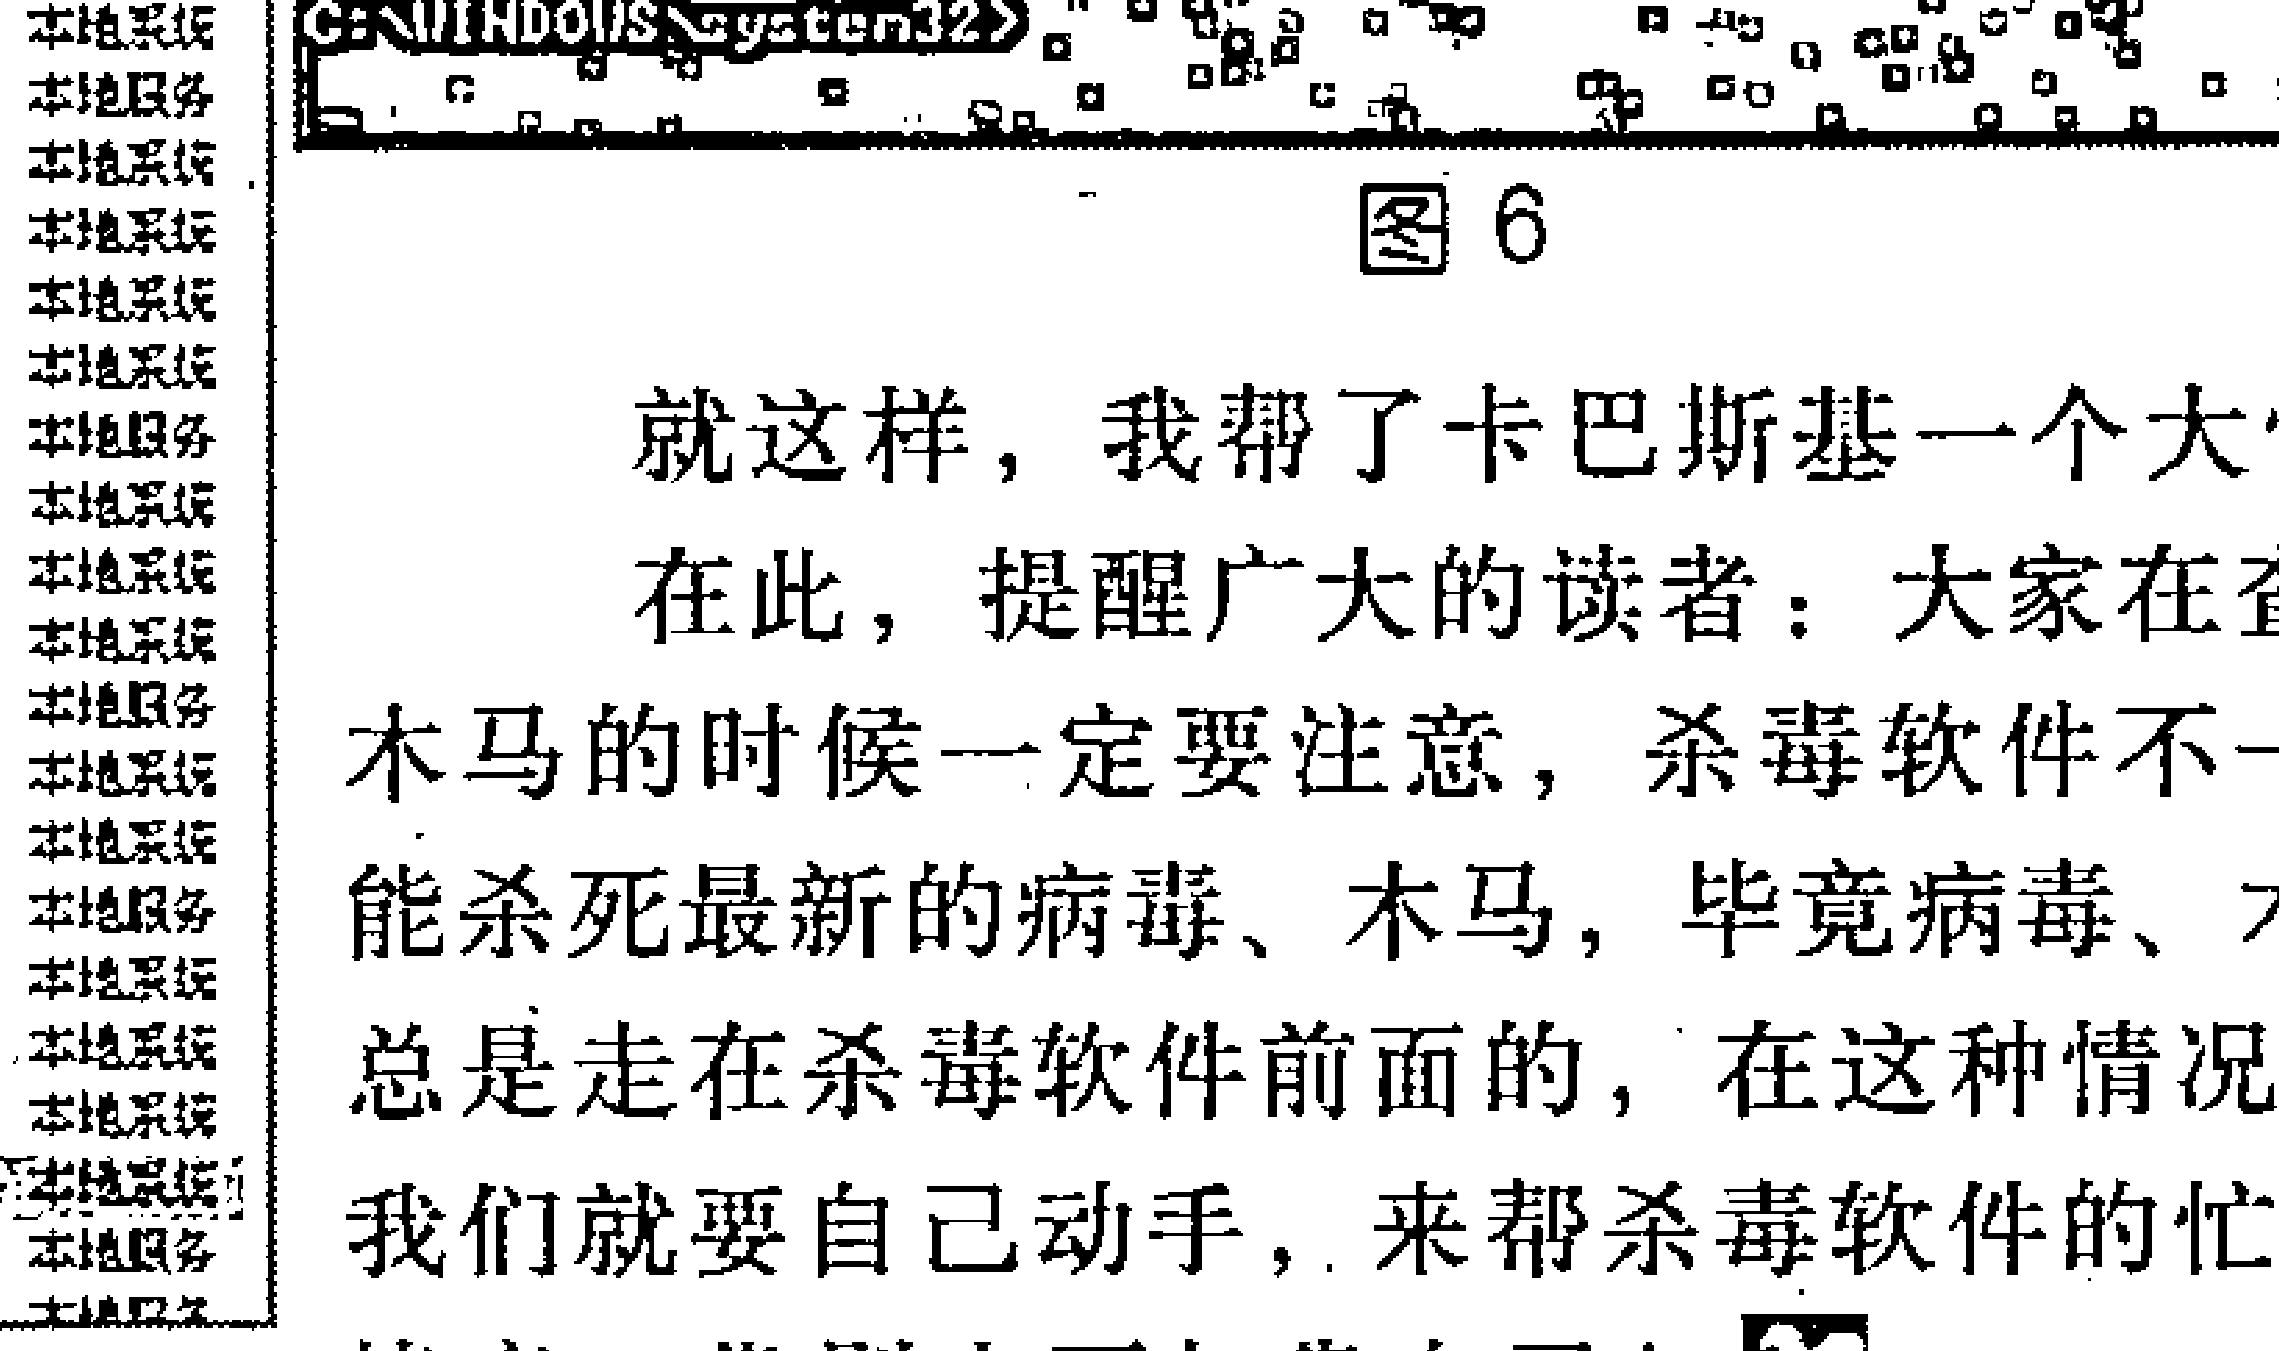 本地系统
本地服务
本地系统
本地系统
本地系统
本地系统
本地服务
本地系统
本地系统
本地系统
本地服务
本地系统
本地系统
本地服务
本地系统
本地系统
本地系统
本地系统
本地服务
本地服务
C:\WINDOWS\system32>
图 6
就这样，我帮了卡巴斯基一个大
在此，提醒广大的读者：大家在查
木马的时候一定要注意，杀毒软件不一
能杀死最新的病毒、木马，毕竟病毒、木
总是走在杀毒软件前面的，在这种情况
我们就要自己动手，来帮杀毒软件的忙